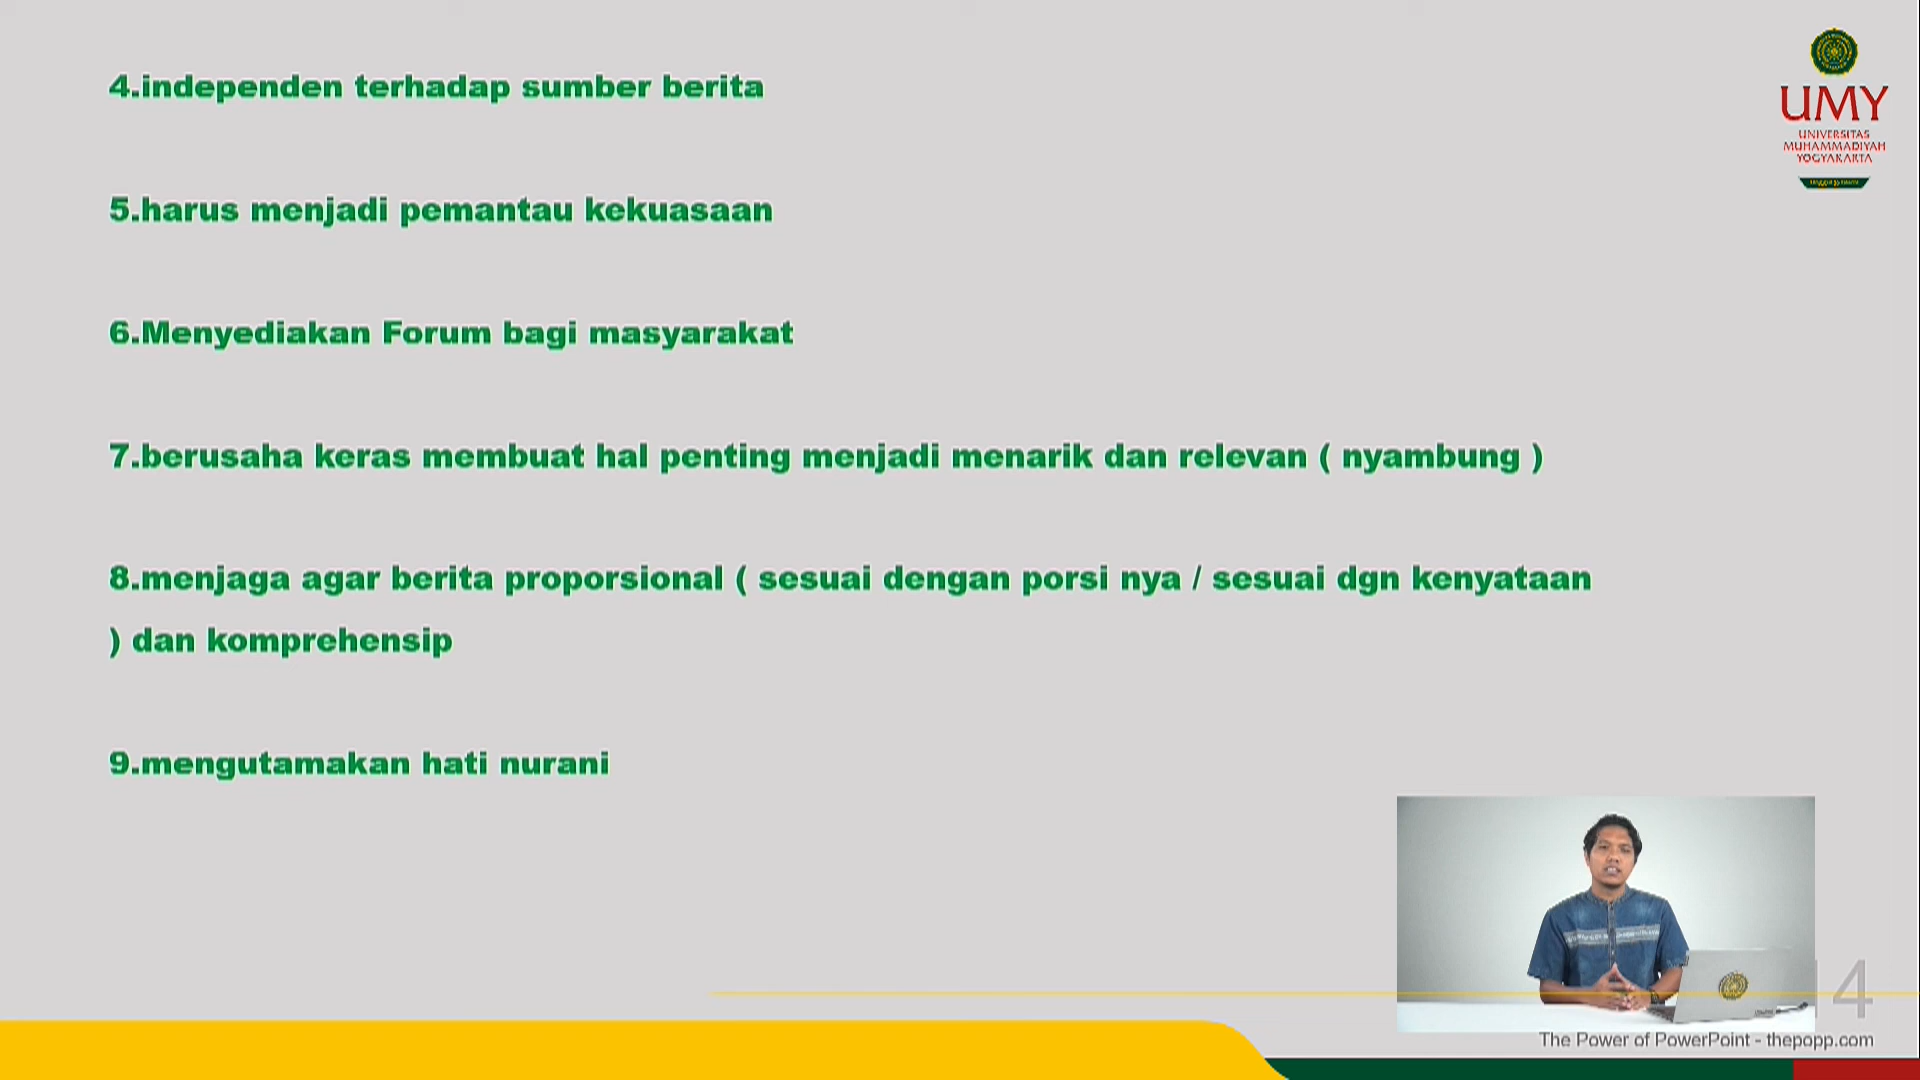 4.independen terhadap sumber berita
5.harus menjadi pemantau kekuasaan
6.Menyediakan Forum bagi masyarakat
7.berusaha keras membuat hal penting menjadi menarik dan relevan ( nyambung )
8.menjaga agar berita proporsional ( sesuai dengan porsi nya / sesuai dgn kenyataan
) dan komprehensip
9.mengutamakan hati nurani
UMY
UNIVERSITAS
MUHAMMADIYAH
YOGYAKARTA
14
The Power of PowerPoint - thepopp.com